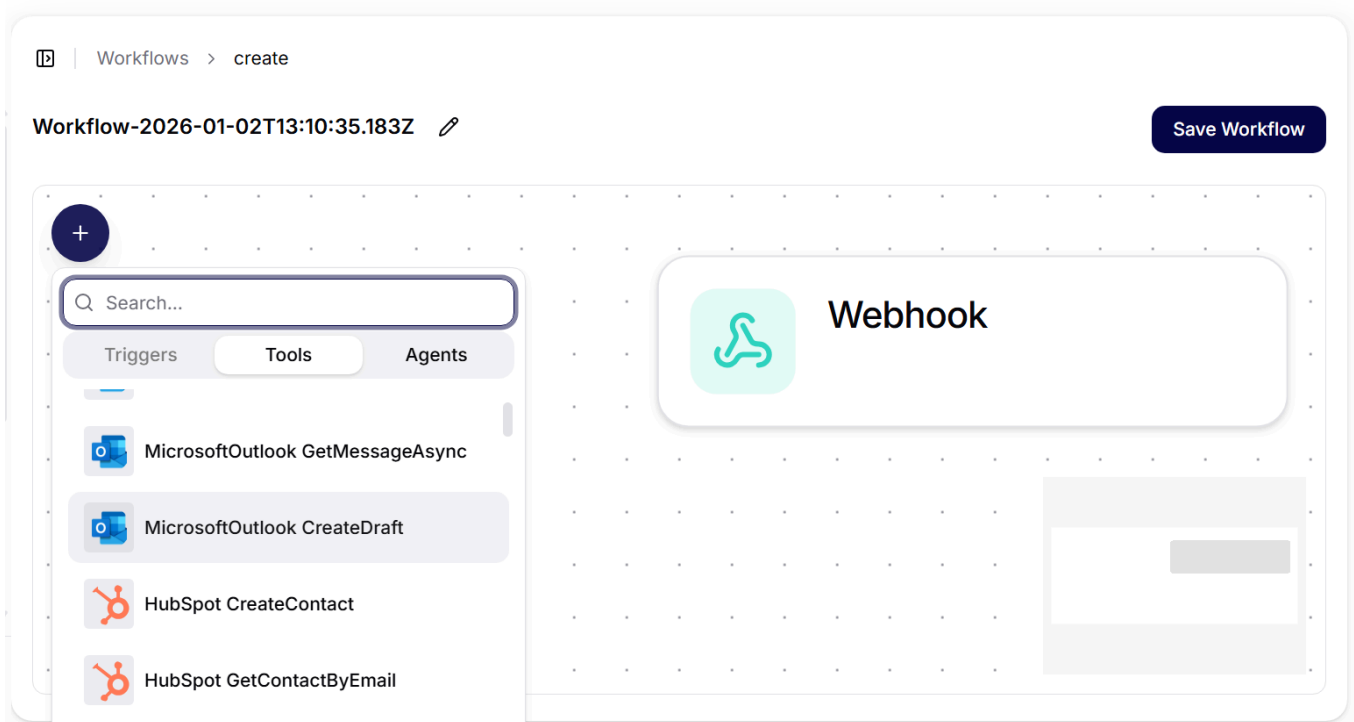 Workflows > create
Workflow-2026-01-02T13:10:35.183Z
Save Workflow
Search...
Triggers Tools Agents
Webhook
MicrosoftOutlook GetMessageAsync
MicrosoftOutlook CreateDraft
HubSpot CreateContact
HubSpot GetContactByEmail